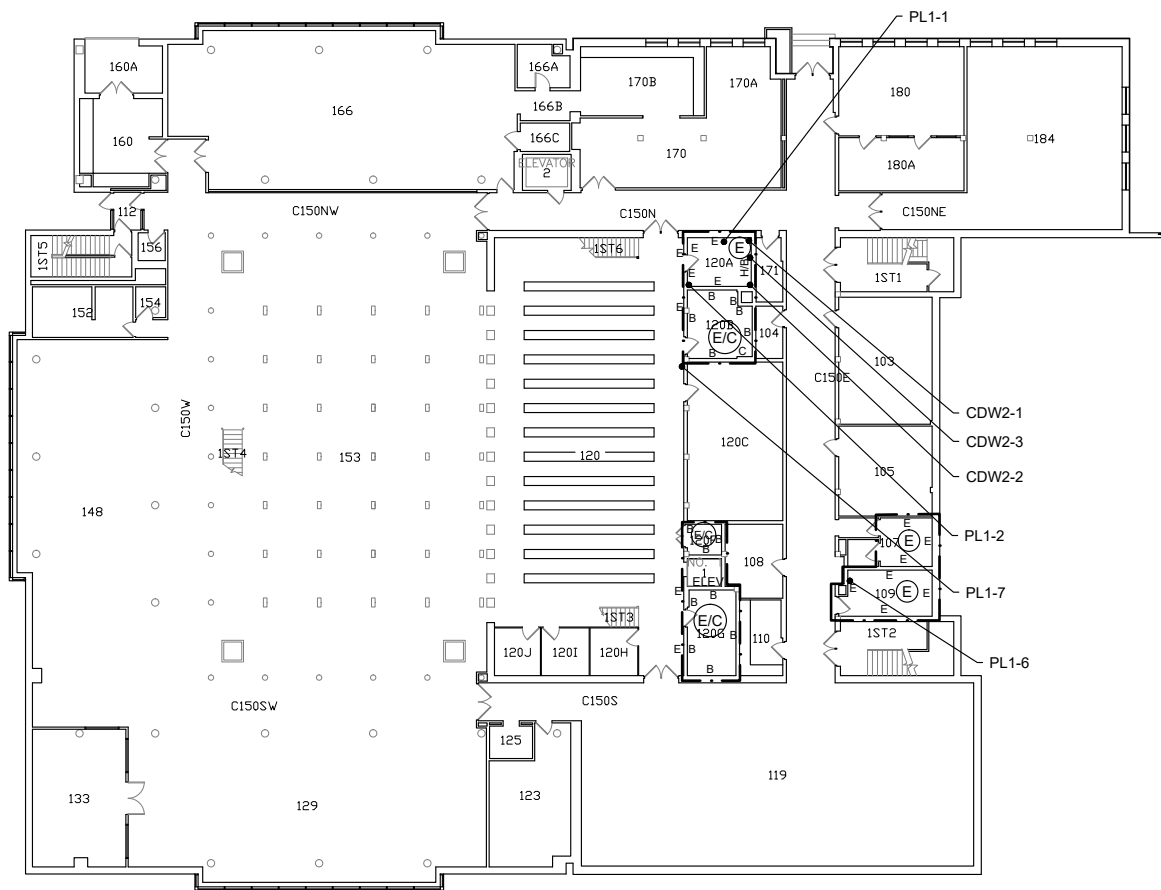 PL1-1
160A
166A
170B
170A
166
166B
180
160
166C
170
184
180A
ELEVATOR
2
112
C150NW
C150N
C150NE
1ST5
156
1ST6
E
E
E
E
120A
H/B
171
1ST1
E
E
152
154
E
B
B
B
120B
B
B
E/C
104
B
C
103
C150E
C150W
CDW2-1
CDW2-3
120C
1ST4
153
120
105
CDW2-2
148
PL1-2
B
E/C
120F
B
E
107
E
E
E
NO.
1
ELEV
108
PL1-7
E
E
109
E
E
B
B
E/C
120G
B
1ST3
110
1ST2
120J
120I
120H
E
B
B
PL1-6
C150SW
C150S
125
119
133
129
123